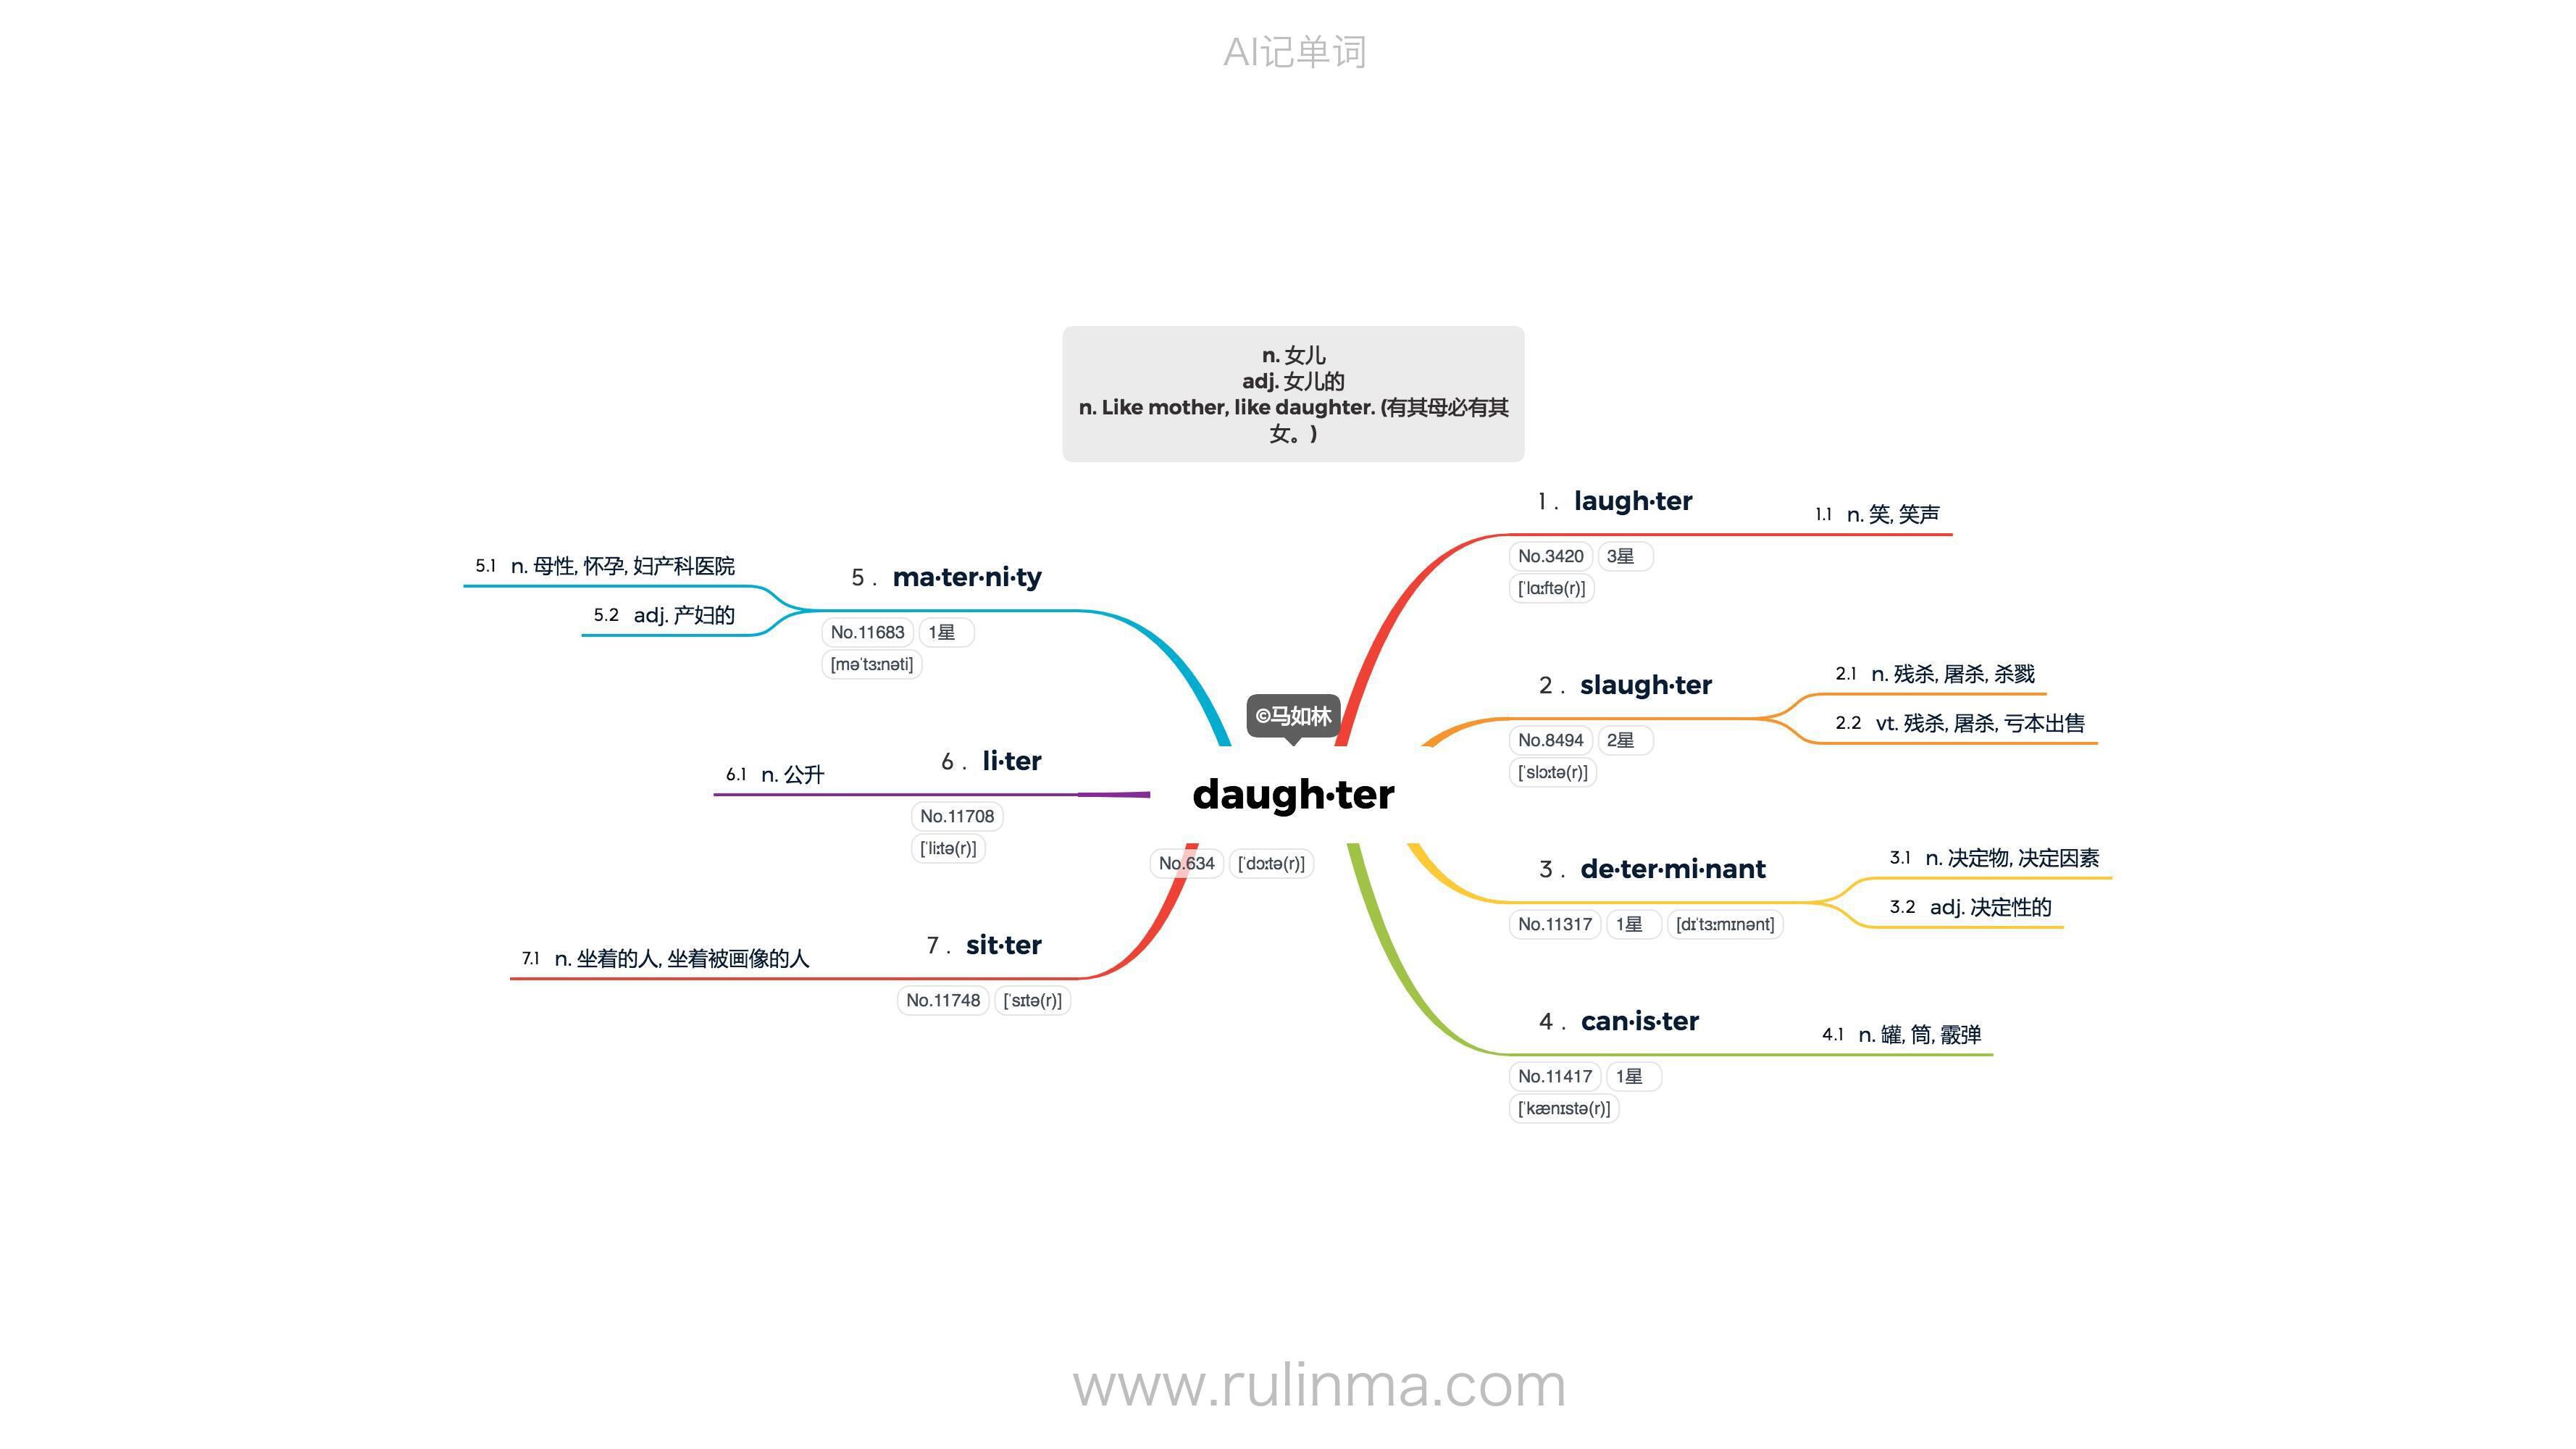 AI记单词
n. 女儿
adj. 女儿的
n. Like mother, like daughter. (有其母必有其
女。)
©马如林
daugh·ter
No.634 [ˈdɔːtə(r)]
1 . laugh·ter
No.3420 3星
[ˈlɑːftə(r)]
1.1 n. 笑, 笑声
2 . slaugh·ter
No.8494 2星
[ˈslɔːtə(r)]
2.1 n. 残杀, 屠杀, 杀戮
2.2 vt. 残杀, 屠杀, 亏本出售
3 . de·ter·mi·nant
No.11317 1星 [dɪˈtɜːmɪnənt]
3.1 n. 决定物, 决定因素
3.2 adj. 决定性的
4 . can·is·ter
No.11417 1星
[ˈkænɪstə(r)]
4.1 n. 罐, 筒, 霰弹
5 . ma·ter·ni·ty
No.11683 1星
[məˈtɜːnəti]
5.1 n. 母性, 怀孕, 妇产科医院
5.2 adj. 产妇的
6 . li·ter
No.11708
[ˈliːtə(r)]
6.1 n. 公升
7 . sit·ter
No.11748 [ˈsɪtə(r)]
7.1 n. 坐着的人, 坐着被画像的人
www.rulinma.com